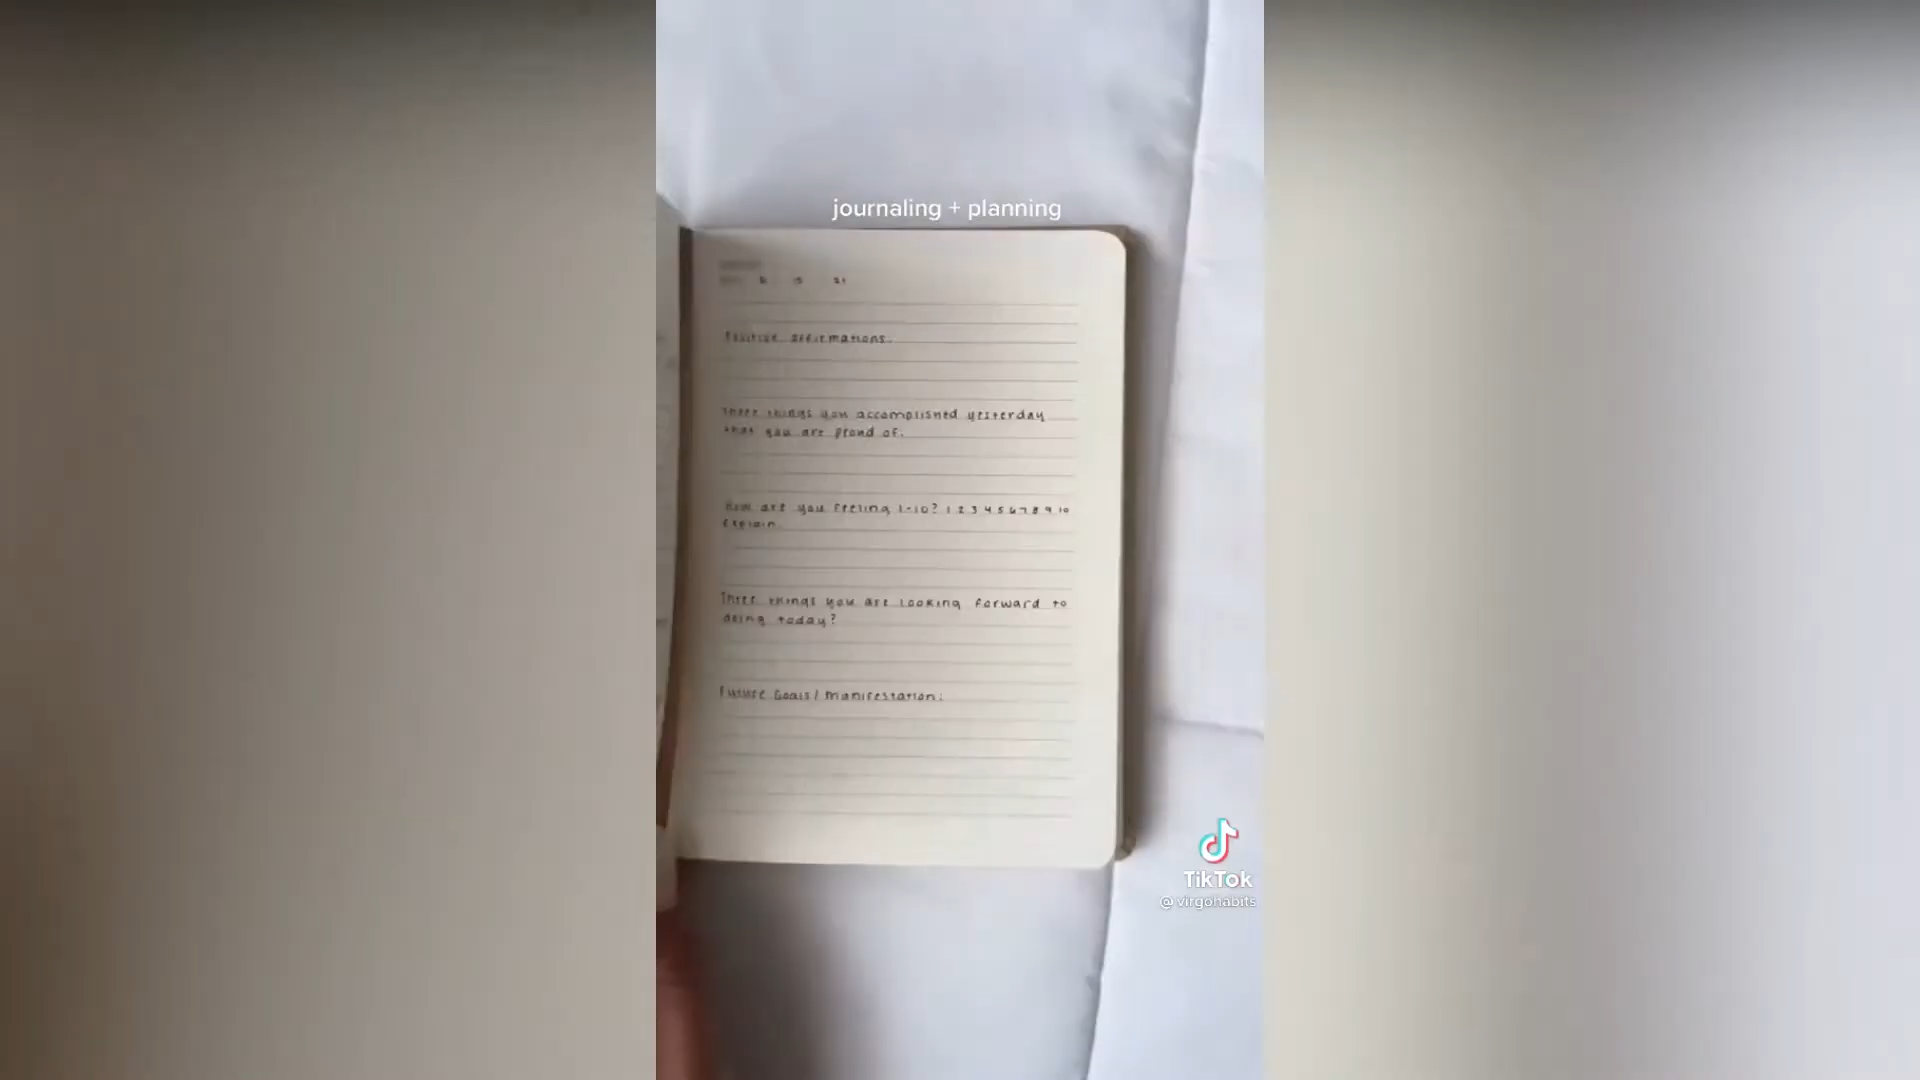 journaling + planning
21
Positive affirmations.
Three things you accomplished yesterday
that you are proud of.
How are you feeling 1-10? 1 2 3 4 5 6 7 8 9 10
Explain.
Three things you are looking forward to
doing today?
Future Goals/manifestation:
TikTok
@virgohabits